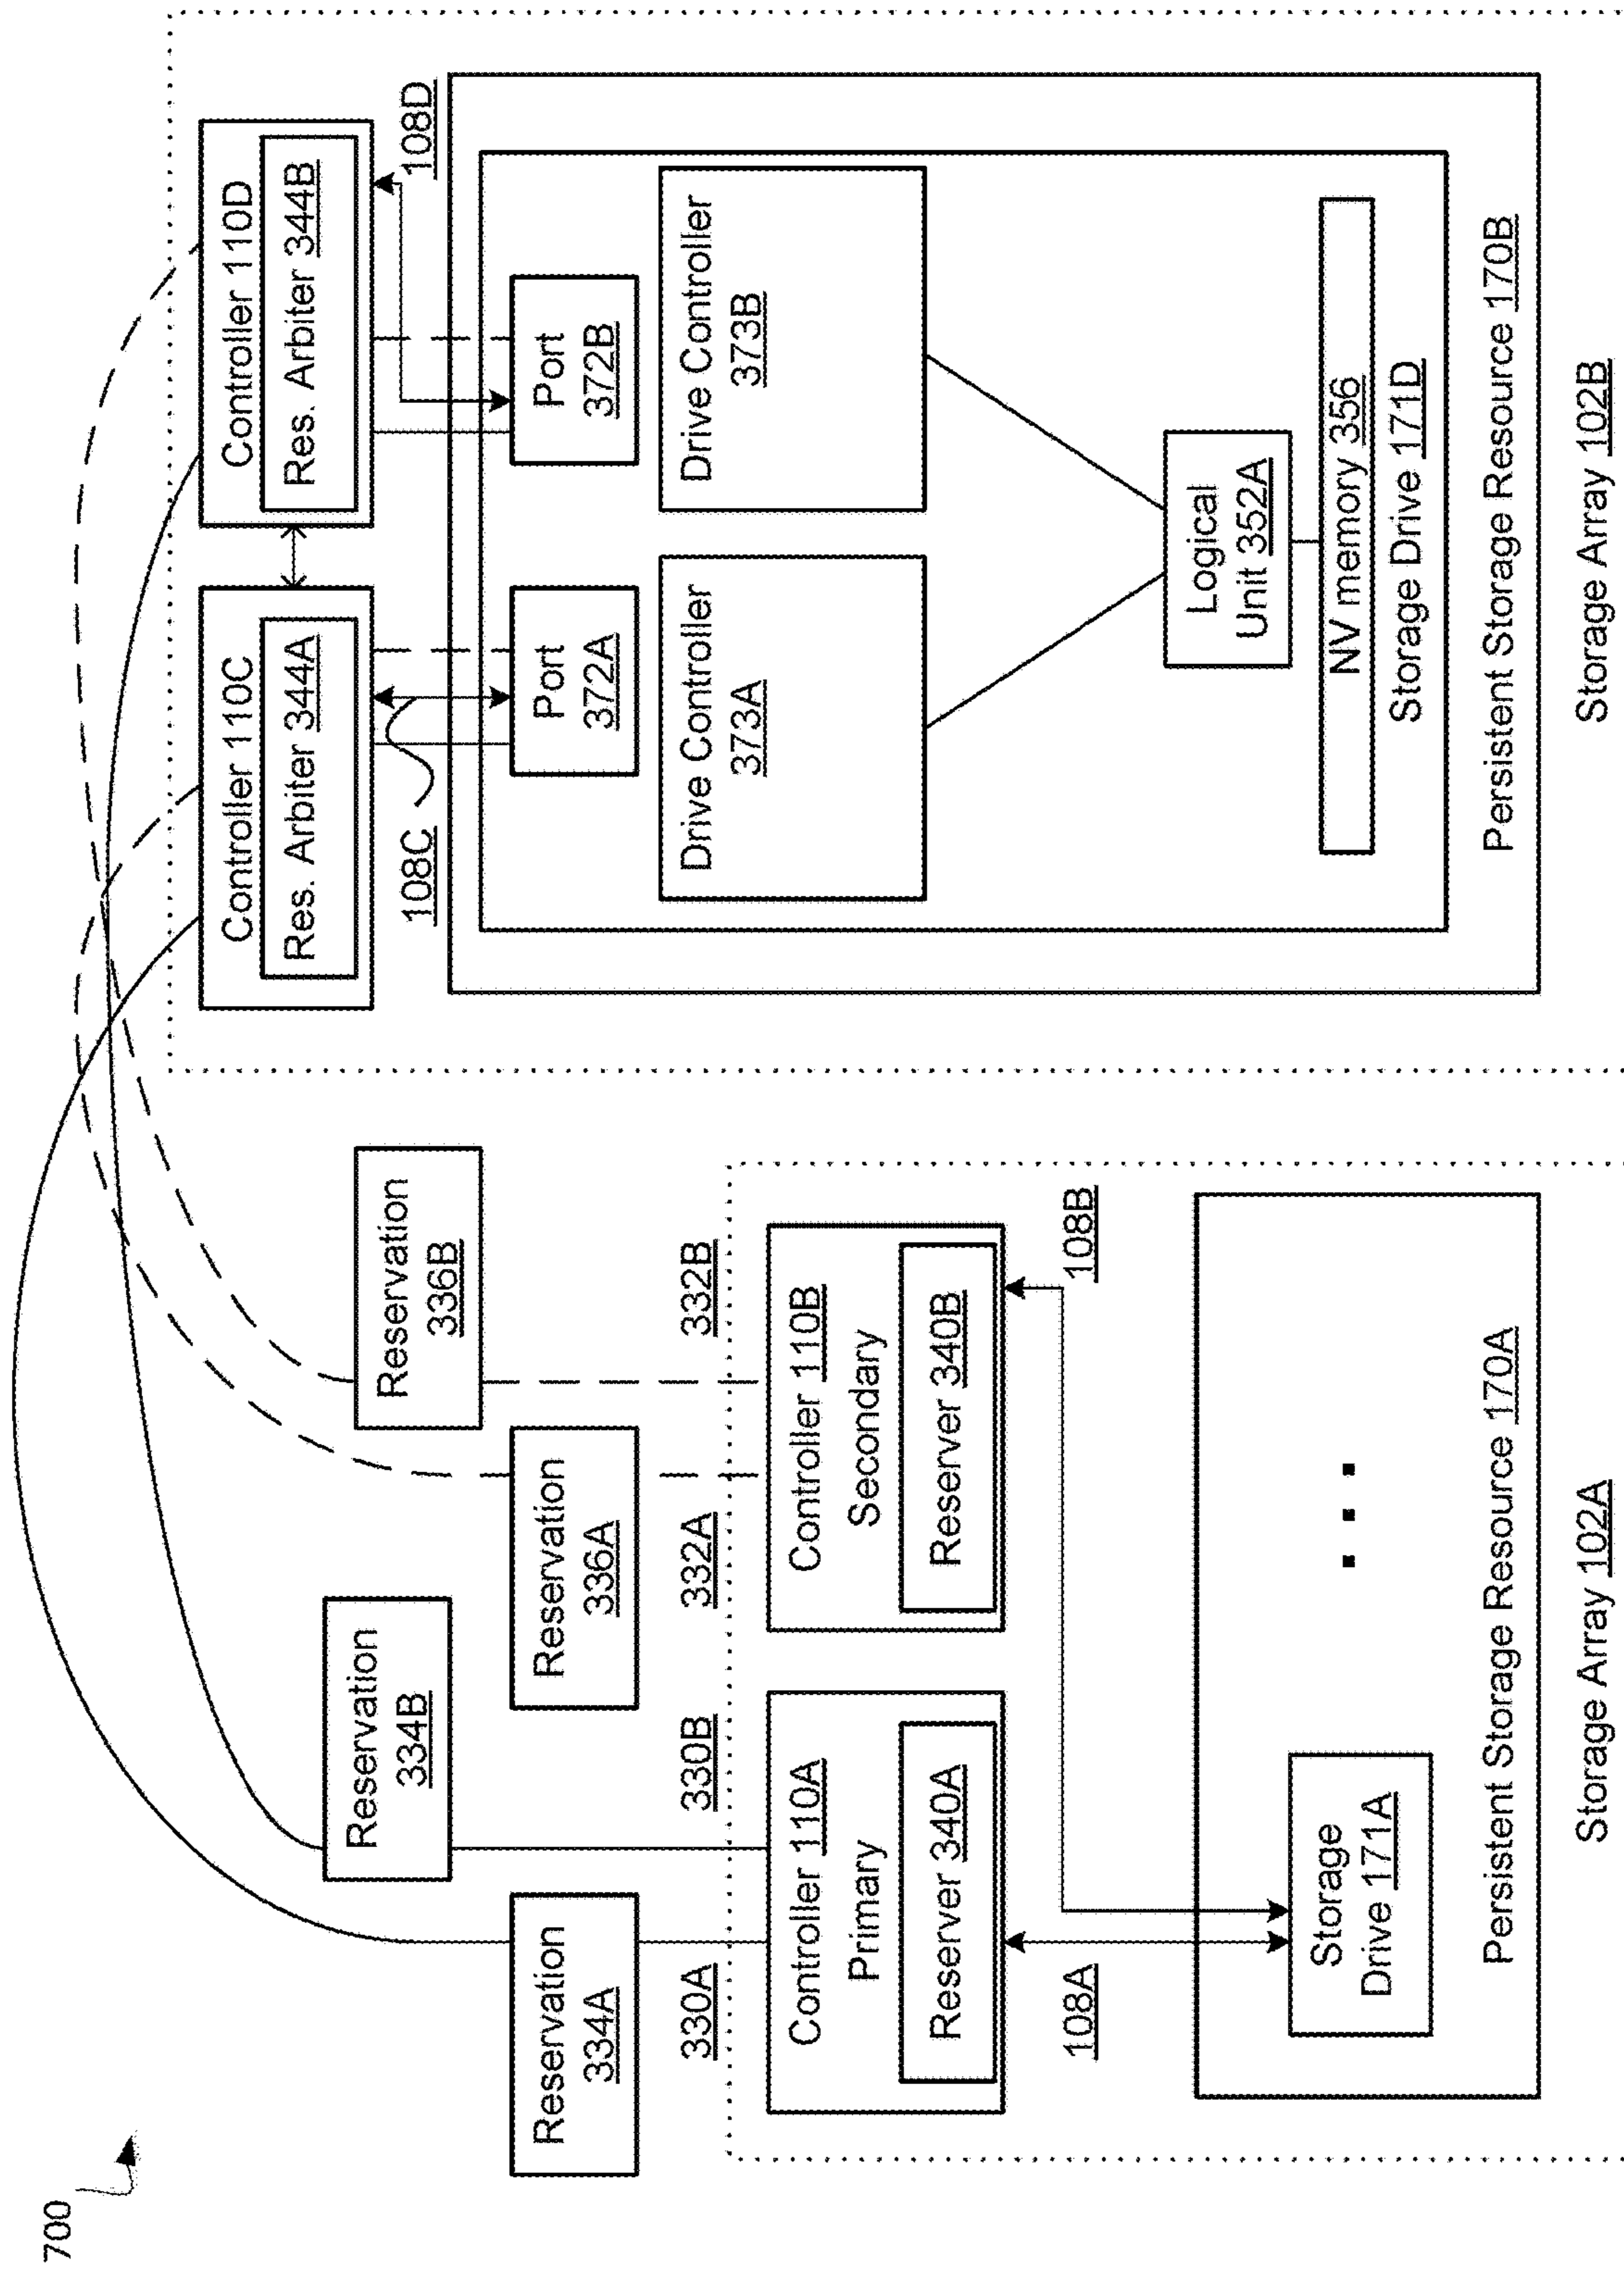 700
Reservation
334A
Reservation
334B
Reservation
336A
Reservation
336B
330A
330B
332A
332B
Controller 110A
Primary
Reserver 340A
Controller 110B
Secondary
Reserver 340B
108A
108B
Storage
Drive 171A
. . .
Persistent Storage Resource 170A
Storage Array 102A
Controller 110C
Res. Arbiter 344A
Controller 110D
Res. Arbiter 344B
108C
108D
Port
372A
Port
372B
Drive Controller
373A
Drive Controller
373B
Logical
Unit 352A
NV memory 356
Storage Drive 171D
Persistent Storage Resource 170B
Storage Array 102B